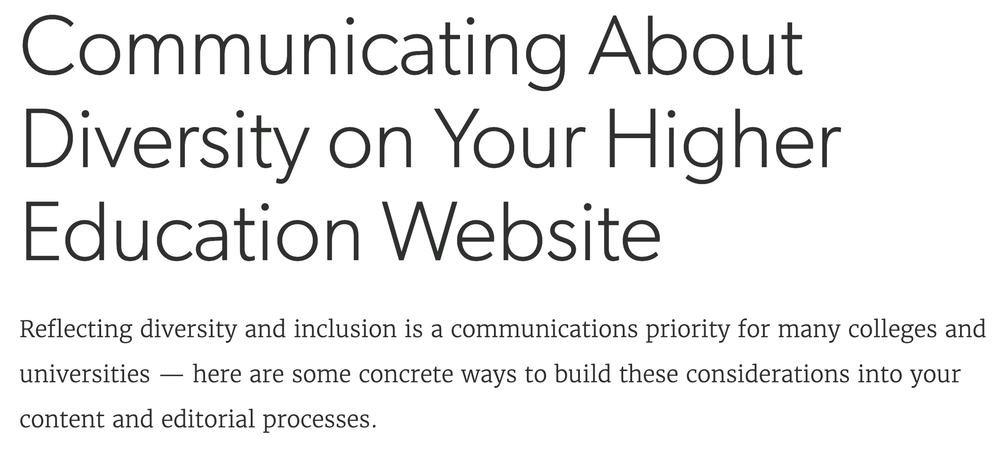 Communicating About
Diversity on Your Higher
Education Website
Reflecting diversity and inclusion is a communications priority for many colleges and
universities — here are some concrete ways to build these considerations into your
content and editorial processes.